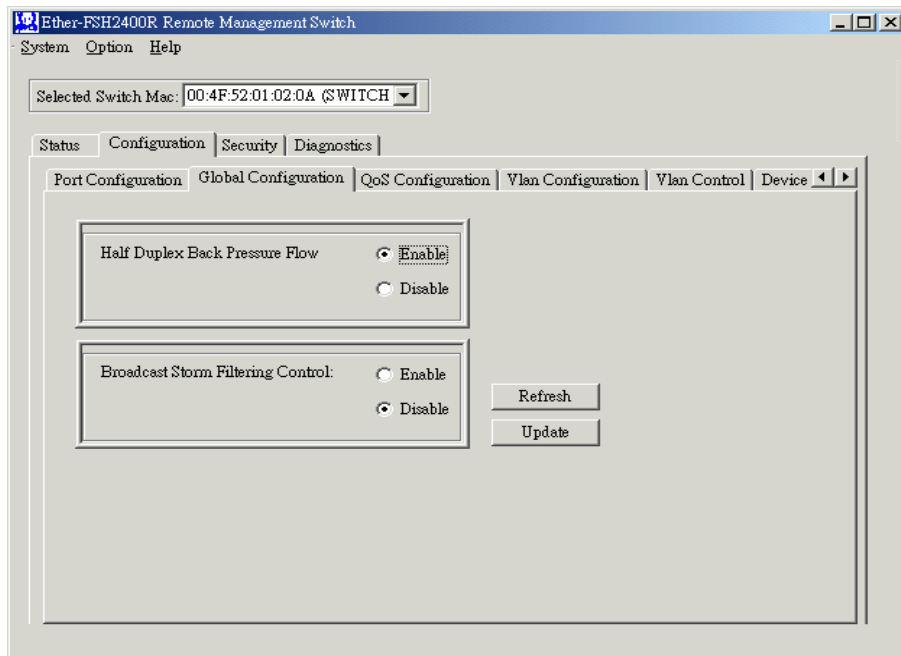 Ether-FSH2400R Remote Management Switch
System Option Help
Selected Switch Mac: 00:4F:52:01:02:0A (SWITCH
Status Configuration Security Diagnostics
Port Configuration Global Configuration QoS Configuration Vlan Configuration Vlan Control Device
Half Duplex Back Pressure Flow Enable
Disable
Broadcast Storm Filtering Control: Enable
Disable
Refresh
Update